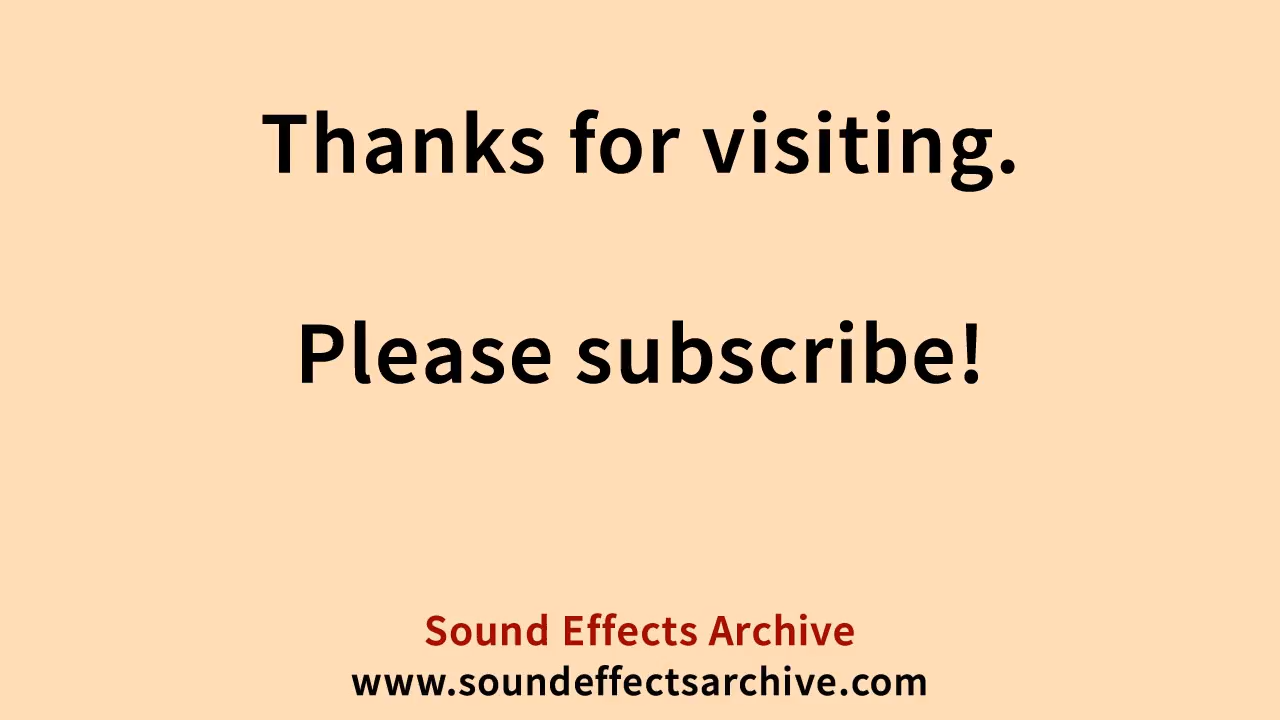 Thanks for visiting.
Please subscribe!
Sound Effects Archive
www.soundeffectsarchive.com